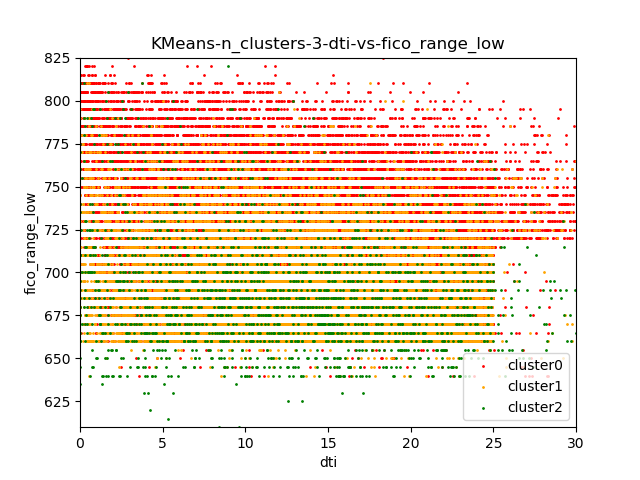 KMeans-n_clusters-3-dti-vs-fico_range_low
825
800
775
750
725
700
675
650
625
fico_range_low
cluster0
cluster1
cluster2
0 5 10 15 20 25 30
dti